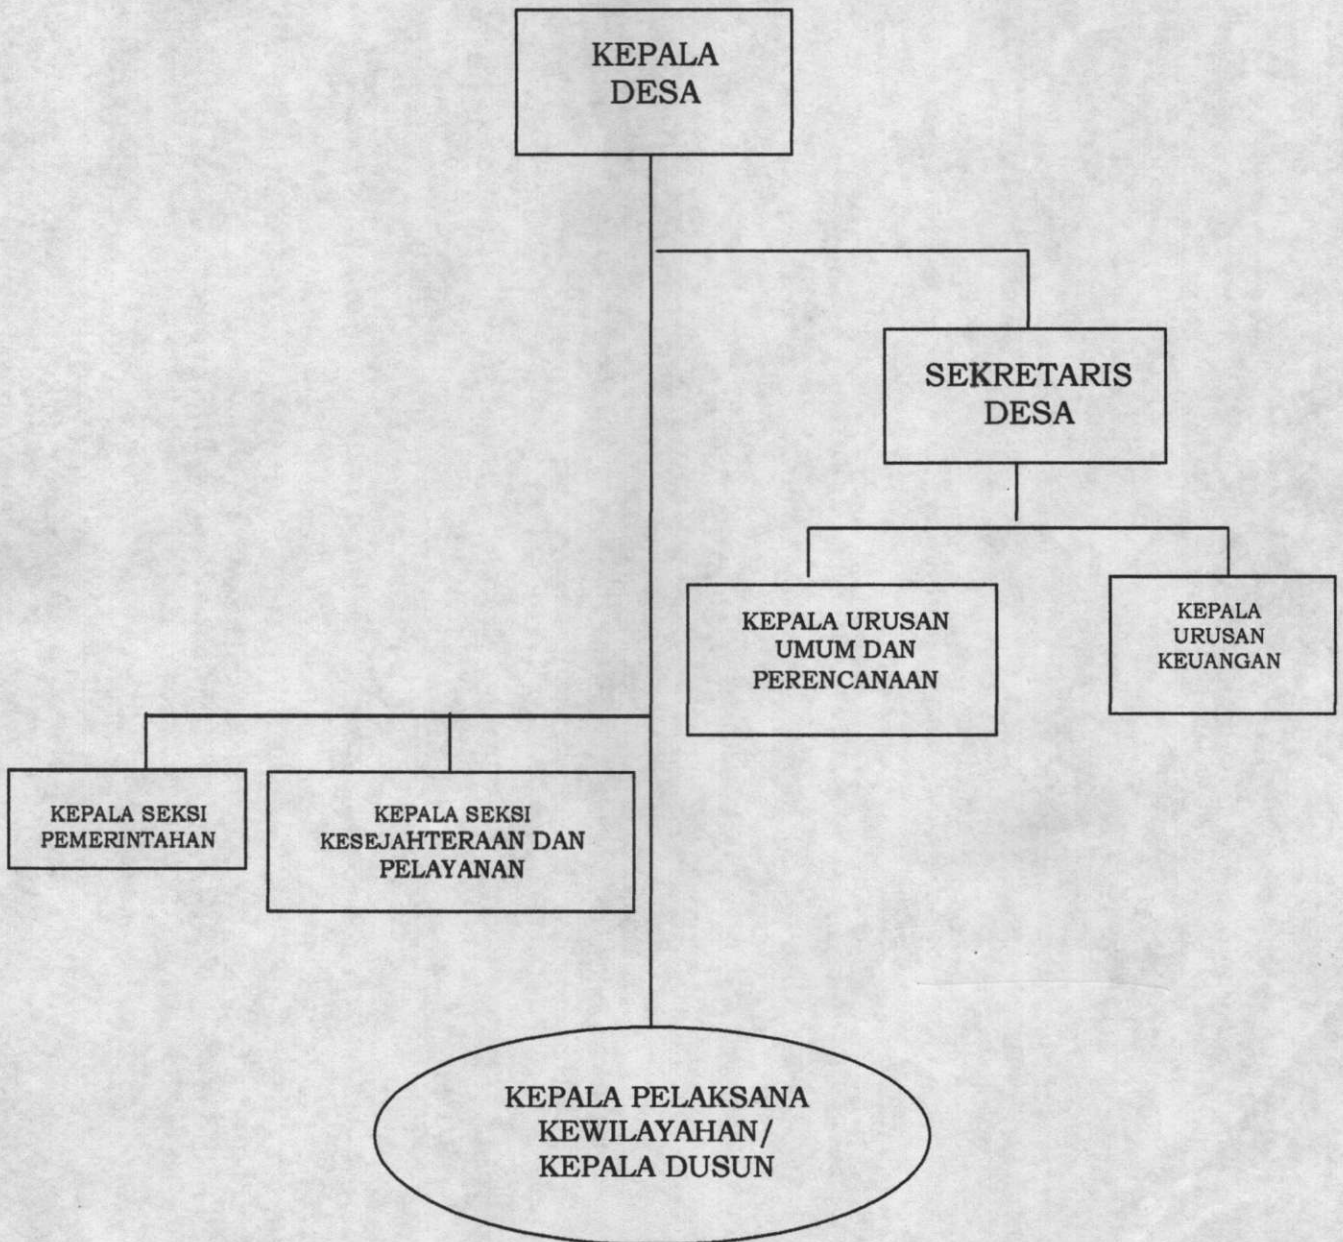 KEPALA
DESA
SEKRETARIS
DESA
KEPALA URUSAN
UMUM DAN
PERENCANAAN
KEPALA
URUSAN
KEUANGAN
KEPALA SEKSI
PEMERINTAHAN
KEPALA SEKSI
KESEJAHTERAAN DAN
PELAYANAN
KEPALA PELAKSANA
KEWILAYAHAN/
KEPALA DUSUN